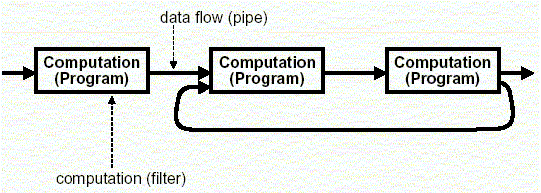 data flow (pipe)
Computation
(Program)
Computation
(Program)
Computation
(Program)
computation (filter)